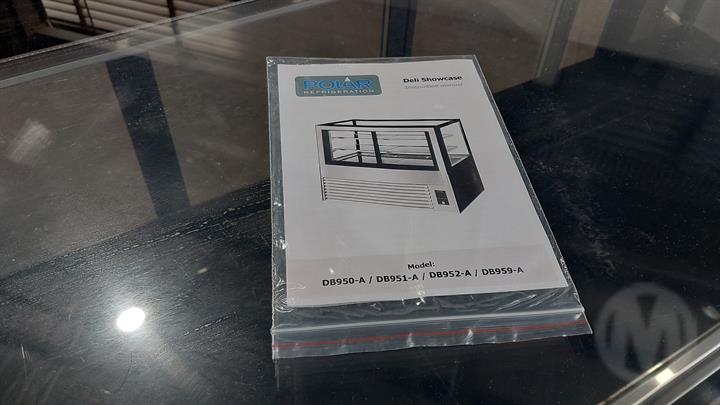 POLAR
REFRIGERATION
Deli Showcase
Instruction manual
Model:
DB950-A / DB951-A / DB952-A / DB959-A
M